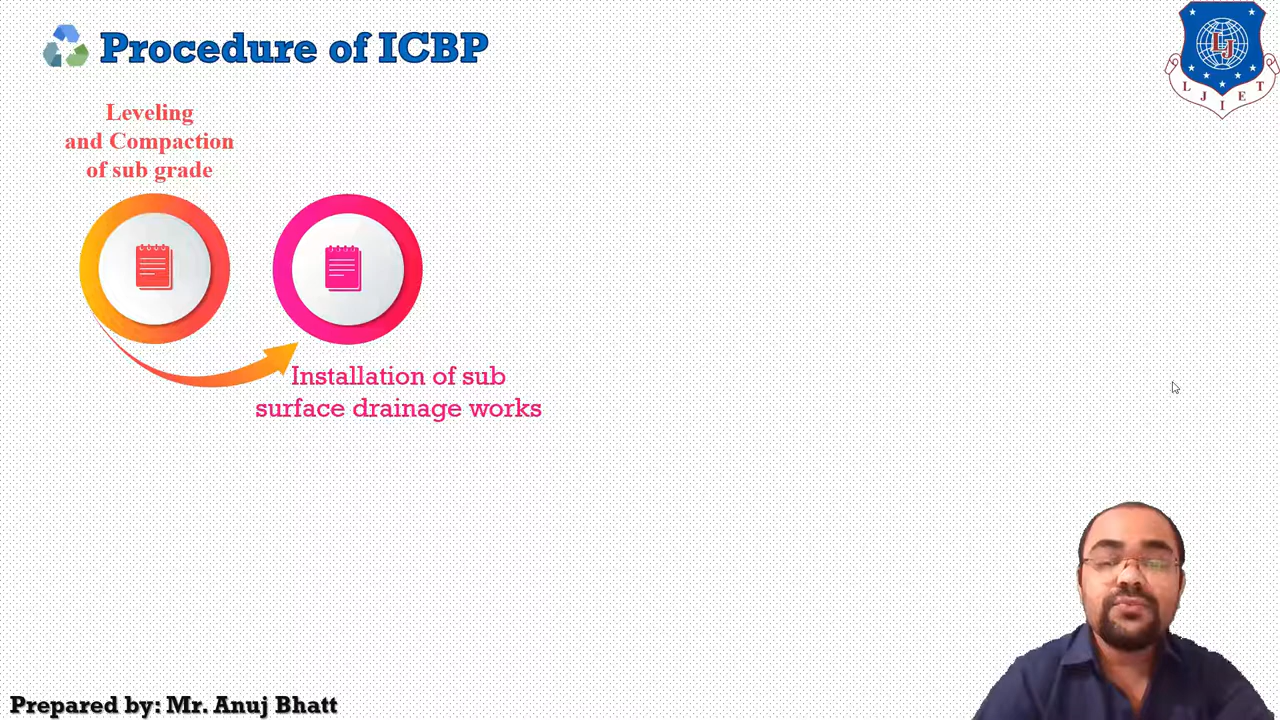 Procedure of ICBP
LJ
L J I E T
Leveling
and Compaction
of sub grade
Installation of sub
surface drainage works
Prepared by: Mr. Anuj Bhatt